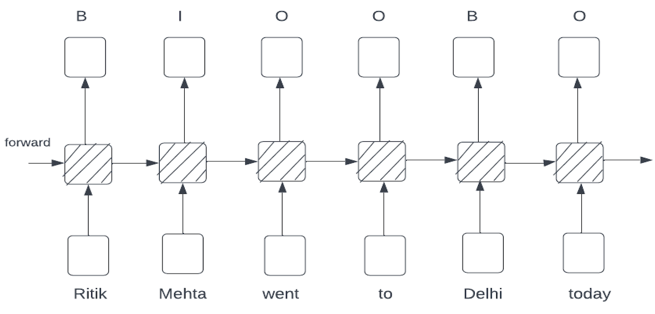 B I O O B O
forward
Ritik Mehta went to Delhi today